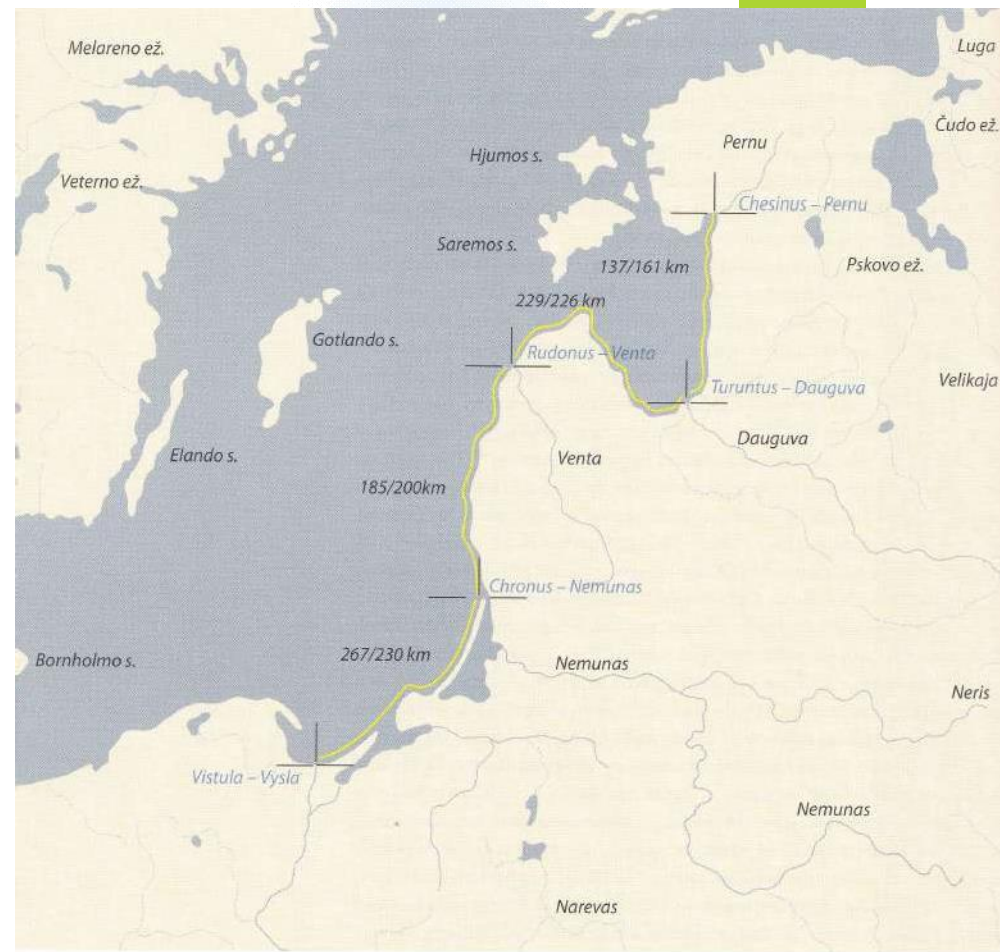 Melareno ež.
Luga
Čudo ež.
Pernu
Hjumos s.
Veterno ež.
Chesinus – Pernu
Saremos s.
137/161 km
Pskovo ež.
229/226 km
Gotlando s.
Rudonus – Venta
Velikaja
Turuntus – Dauguva
Dauguva
Elando s.
Venta
185/200km
Chronus – Nemunas
267/230 km
Bornholmo s.
Nemunas
Neris
Vistula – Vysla
Nemunas
Narevas